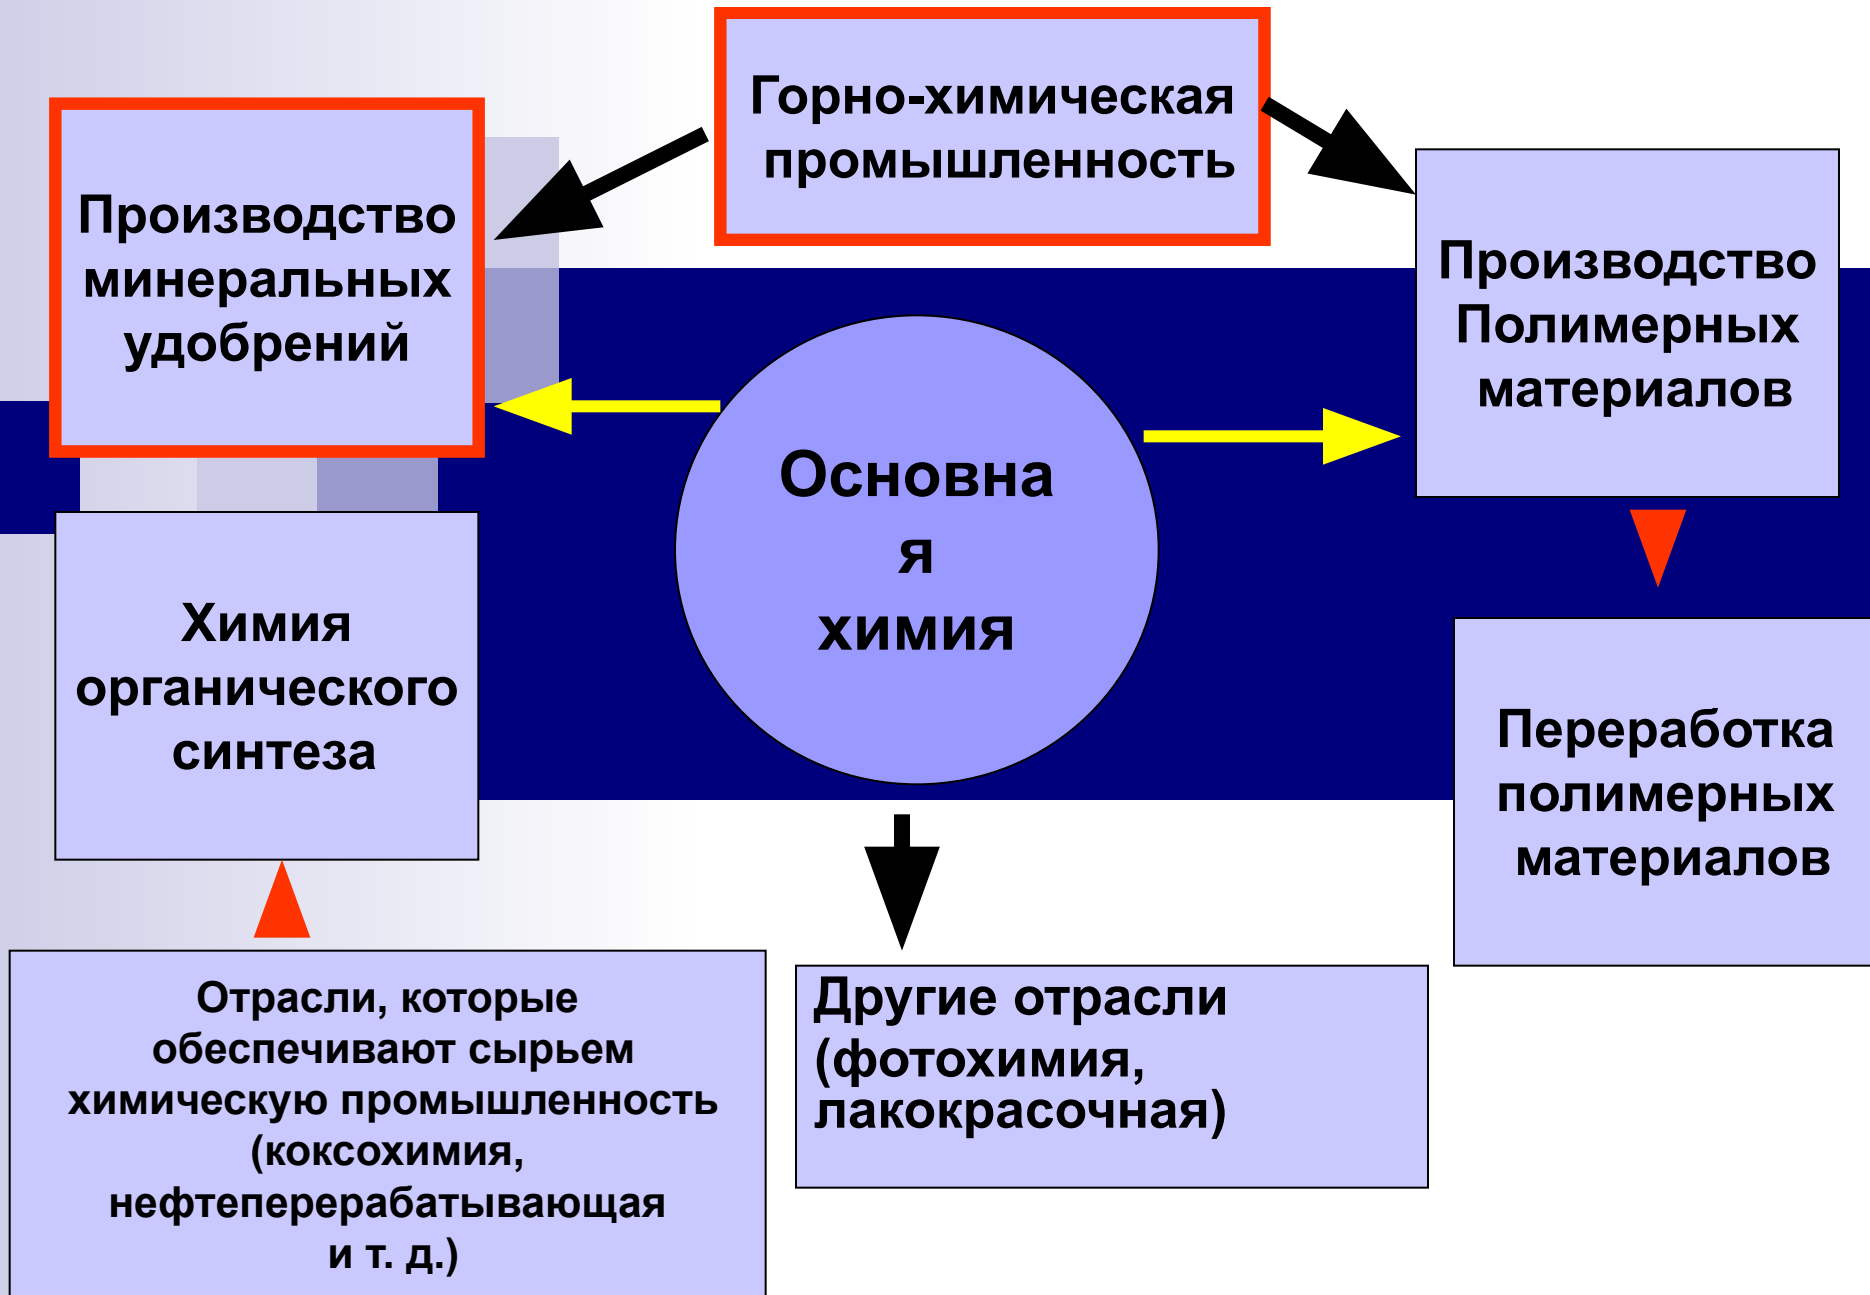 Горно-химическая
промышленность
Производство
минеральных
удобрений
Производство
Полимерных
материалов
Основна
я
химия
Химия
органического
синтеза
Переработка
полимерных
материалов
Отрасли, которые
обеспечивают сырьем
химическую промышленность
(коксохимия,
нефтеперерабатывающая
и т. д.)
Другие отрасли
(фотохимия,
лакокрасочная)